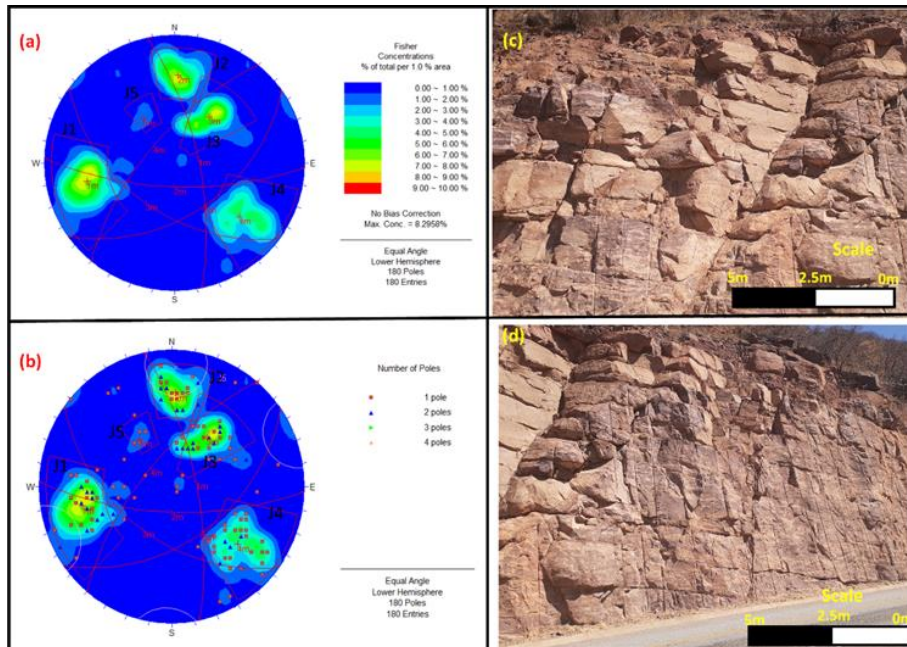 (a)
N
J2
J5
J3
J1
W
E
J4
S
Fisher
Concentrations
% of total per 1.0 % area
0.00 ~ 1.00 %
1.00 ~ 2.00 %
2.00 ~ 3.00 %
3.00 ~ 4.00 %
4.00 ~ 5.00 %
5.00 ~ 6.00 %
6.00 ~ 7.00 %
7.00 ~ 8.00 %
8.00 ~ 9.00 %
9.00 ~ 10.00 %
No Bias Correction
Max. Conc. = 8.2958%
Equal Angle
Lower Hemisphere
180 Poles
180 Entries
(c)
Scale
5m 2.5m 0m
(b)
N
J2
J5
J3
J1
W
E
J4
S
Number of Poles
1 pole
2 poles
3 poles
4 poles
Equal Angle
Lower Hemisphere
180 Poles
180 Entries
(d)
Scale
5m 2.5m 0m